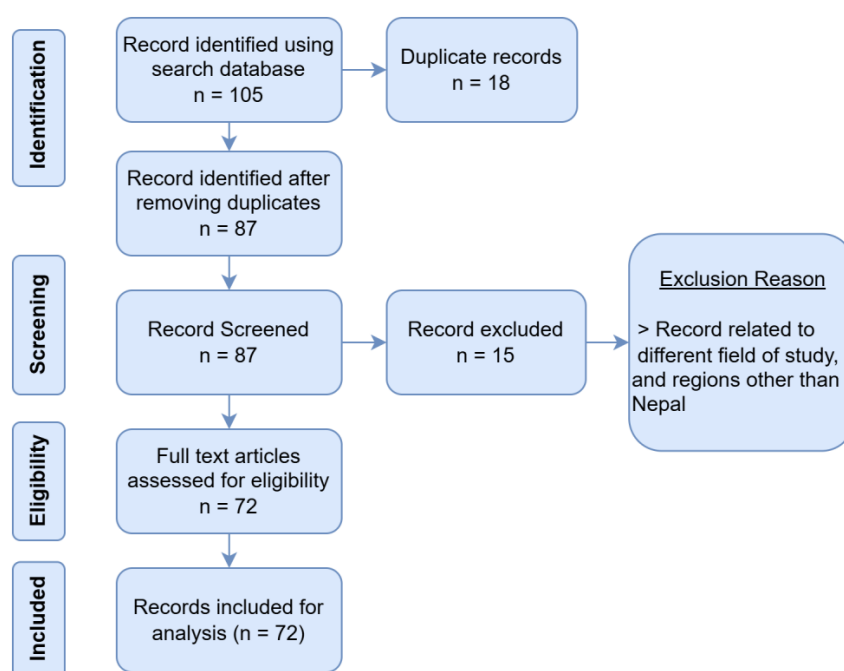 Identification
Record identified using
search database
n = 105
Duplicate records
n = 18
Record identified after
removing duplicates
n = 87
Screening
Record Screened
n = 87
Record excluded
n = 15
Exclusion Reason
> Record related to
different field of study,
and regions other than
Nepal
Eligibility
Full text articles
assessed for eligibility
n = 72
Included
Records included for
analysis (n = 72)